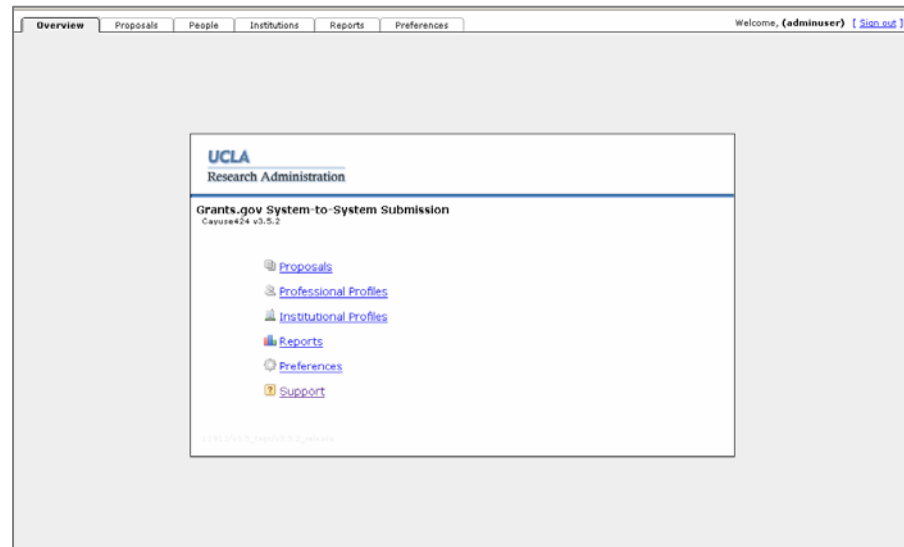 Overview Proposals People Institutions Reports Preferences Welcome, (adminuser) [ Sign out ]
UCLA
Research Administration
Grants.gov System-to-System Submission
Cayuse424 v3.5.2
Proposals
Professional Profiles
Institutional Profiles
Reports
Preferences
? Support